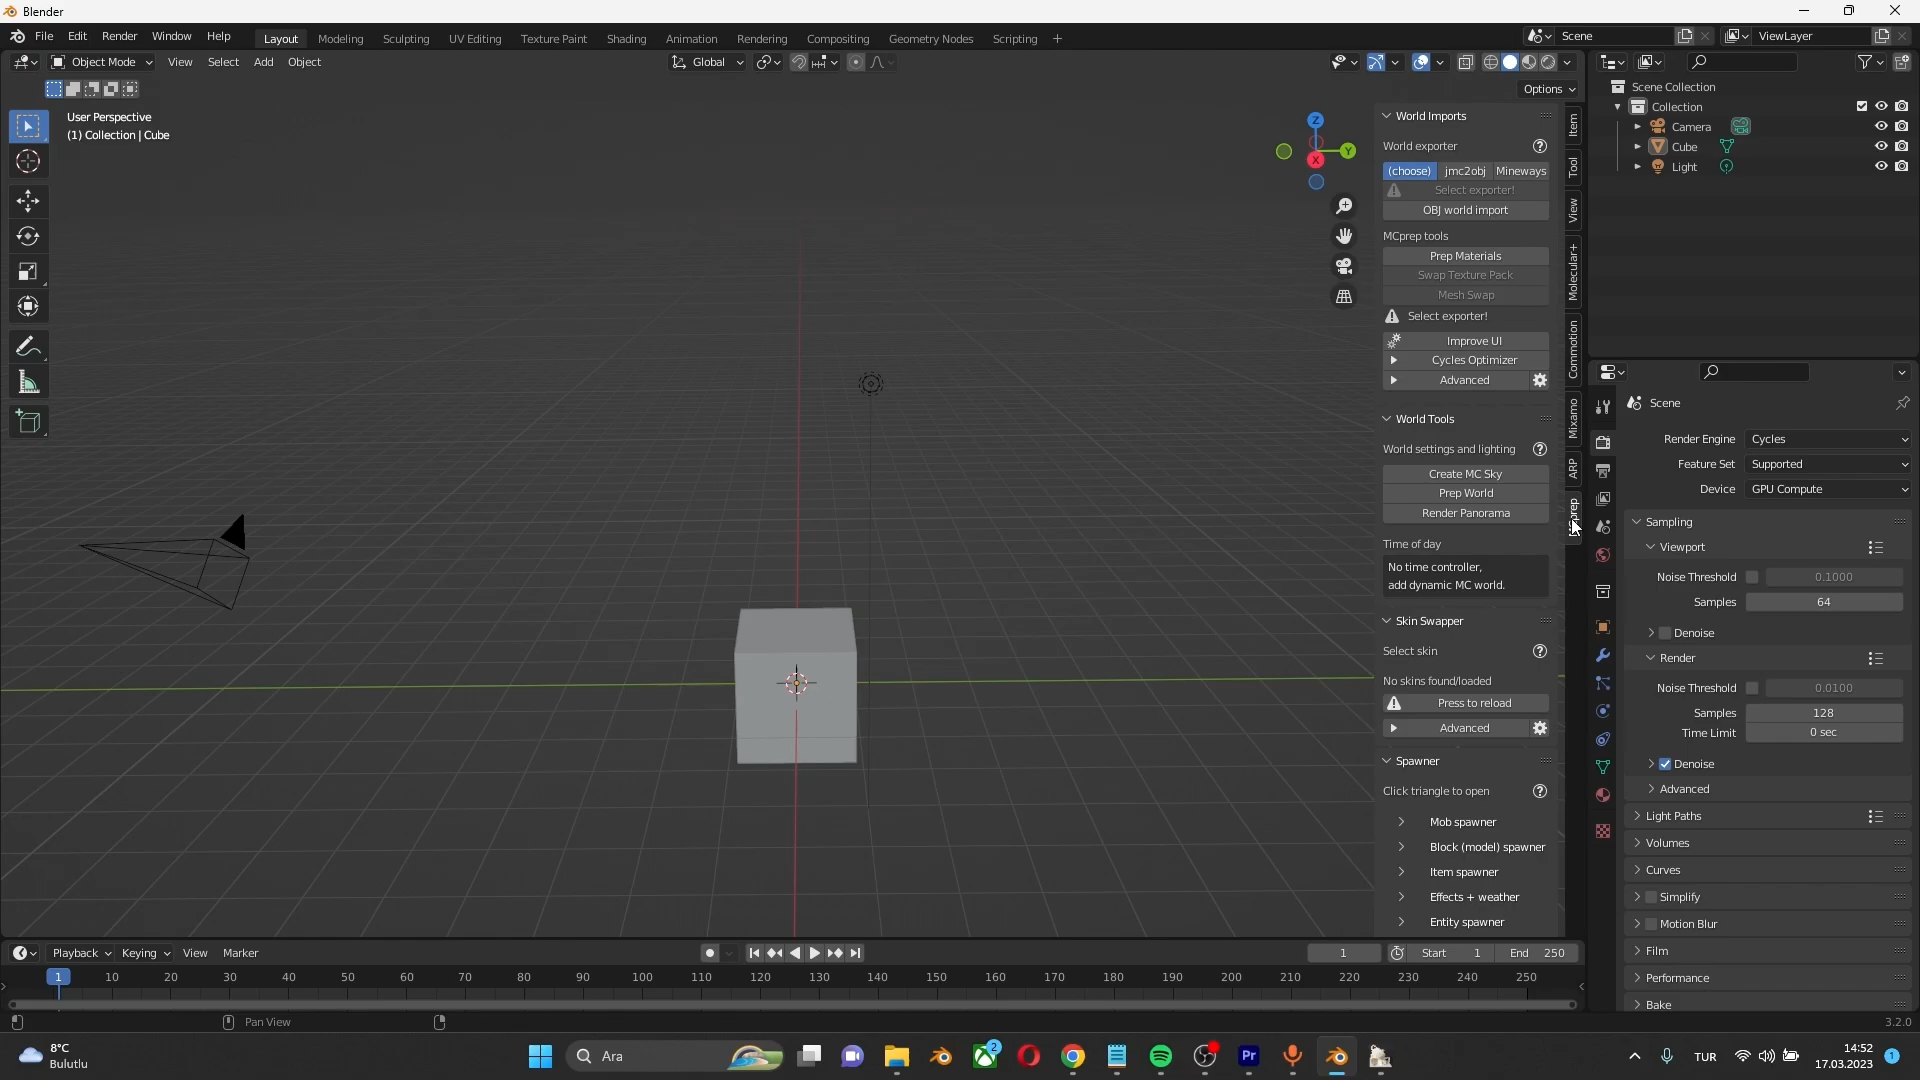 Blender
File Edit Render Window Help Layout Modeling Sculpting UV Editing Texture Paint Shading Animation Rendering Compositing Geometry Nodes Scripting + Scene ViewLayer
Object Mode View Select Add Object Global
Options
User Perspective
(1) Collection | Cube
Z
Y
X
World Imports
World exporter
(choose) jmc2obj Mineways
Select exporter!
OBJ world import
MCprep tools
Prep Materials
Swap Texture Pack
Mesh Swap
Select exporter!
Improve UI
Cycles Optimizer
Advanced
World Tools
World settings and lighting
Create MC Sky
Prep World
Render Panorama
Time of day
No time controller,
add dynamic MC world.
Skin Swapper
Select skin
No skins found/loaded
Press to reload
Advanced
Spawner
Click triangle to open
Mob spawner
Block (model) spawner
Item spawner
Effects + weather
Entity spawner
Item
Tool
View
Molecular+
Commotion
Mixamo
ARP
Scene Collection
Collection
Camera
Cube
Light
Scene
Render Engine Cycles
Feature Set Supported
Device GPU Compute
Sampling
Viewport
Noise Threshold 0.1000
Samples 64
Denoise
Render
Noise Threshold 0.0100
Samples 128
Time Limit 0 sec
Denoise
Advanced
Light Paths
Volumes
Curves
Simplify
Motion Blur
Film
Performance
Bake
Playback Keying View Marker 1 Start 1 End 250
1 10 20 30 40 50 60 70 80 90 100 110 120 130 140 150 160 170 180 190 200 210 220 230 240 250
Pan View 3.2.0
8°C
Bulutlu
Ara
2
Pr
TUR
14:52
17.03.2023
1